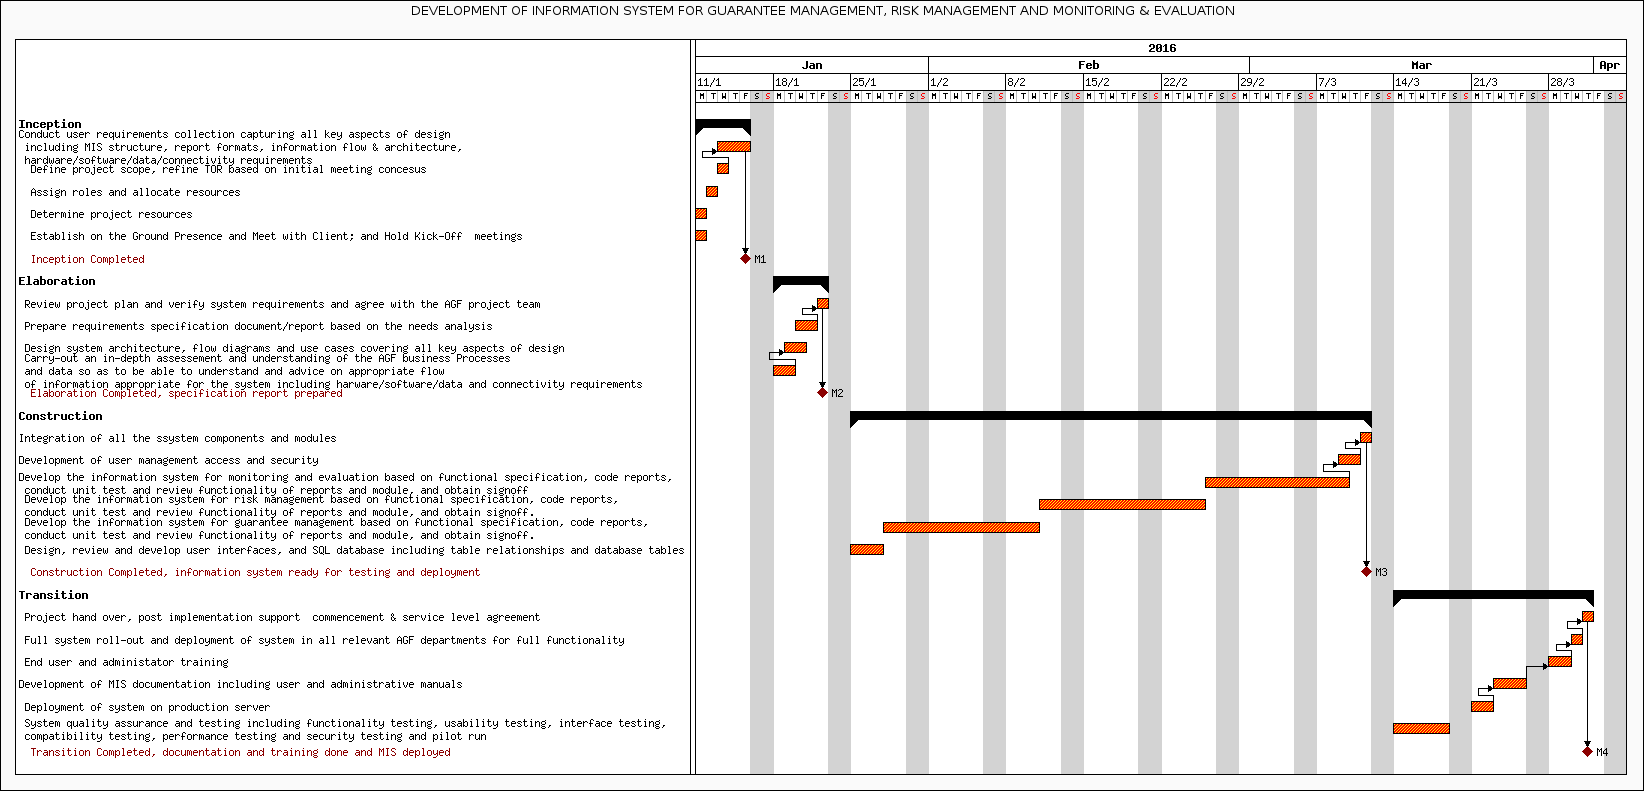 DEVELOPMENT OF INFORMATION SYSTEM FOR GUARANTEE MANAGEMENT, RISK MANAGEMENT AND MONITORING & EVALUATION
2016
Jan Feb Mar Apr
11/1 18/1 25/1 1/2 8/2 15/2 22/2 29/2 7/3 14/3 21/3 28/3
M T W T F S S M T W T F S S M T W T F S S M T W T F S S M T W T F S S M T W T F S S M T W T F S S M T W T F S S M T W T F S S M T W T F S S M T W T F S S M T W T F S S
Inception
Conduct user requirements collection capturing all key aspects of design
including MIS structure, report formats, information flow & architecture,
hardware/software/data/connectivity requirements
Define project scope, refine TOR based on initial meeting concesus
Assign roles and allocate resources
Determine project resources
Establish on the Ground Presence and Meet with Client; and Hold Kick-Off meetings
Inception Completed M1
Elaboration
Review project plan and verify system requirements and agree with the AGF project team
Prepare requirements specification document/report based on the needs analysis
Design system architecture, flow diagrams and use cases covering all key aspects of design
Carry-out an in-depth assessement and understanding of the AGF business Processes
and data so as to be able to understand and advice on appropriate flow
of information appropriate for the system including harware/software/data and connectivity requirements
Elaboration Completed, specification report prepared M2
Construction
Integration of all the ssystem components and modules
Development of user management access and security
Develop the information system for monitoring and evaluation based on functional specification, code reports,
conduct unit test and review functionality of reports and module, and obtain signoff
Develop the information system for risk management based on functional specification, code reports,
conduct unit test and review functionality of reports and module, and obtain signoff.
Develop the information system for guarantee management based on functional specification, code reports,
conduct unit test and review functionality of reports and module, and obtain signoff.
Design, review and develop user interfaces, and SQL database including table relationships and database tables
Construction Completed, information system ready for testing and deployment M3
Transition
Project hand over, post implementation support commencement & service level agreement
Full system roll-out and deployment of system in all relevant AGF departments for full functionality
End user and administator training
Development of MIS documentation including user and administrative manuals
Deployment of system on production server
System quality assurance and testing including functionality testing, usability testing, interface testing,
compatibility testing, performance testing and security testing and pilot run
Transition Completed, documentation and training done and MIS deployed M4